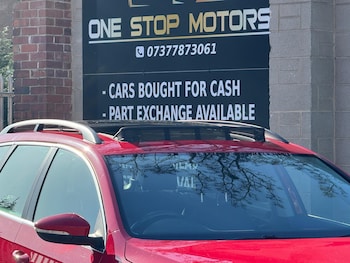 ONE STOP MOTORS
07377873061
- CARS BOUGHT FOR CASH
- PART EXCHANGE AVAILABLE